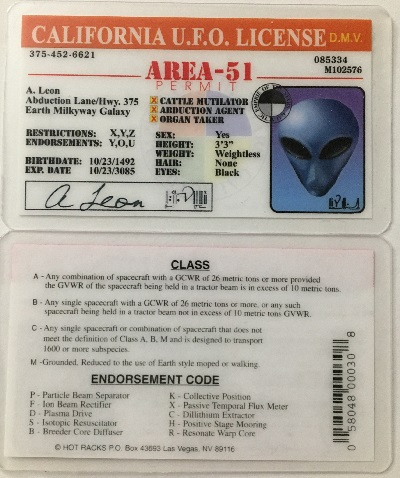 CALIFORNIA U.F.O. LICENSE D.M.V.
375-452-6621
085334
M102576
AREA-51
PERMIT
A. Leon
Abduction Lane/Hwy. 375
Earth Milkyway Galaxy
X CATTLE MUTILATOR
X ABDUCTION AGENT
X ORGAN TAKER
RESTRICTIONS: X,Y,Z
ENDORSEMENTS: Y,O,U
BIRTHDATE: 10/23/1492
EXP. DATE 10/23/3085
SEX: Yes
HEIGHT: 3'3"
WEIGHT: Weightless
HAIR: None
EYES: Black
A Leon
CLASS
A - Any combination of spacecraft with a GCWR of 26 metric tons or more provided
the GVWR of the spacecraft being held in a tractor beam is in excess of 10 metric tons.
B - Any single spacecraft with a GCWR of 26 metric tons or more, or any such
spacecraft being held in a tractor beam not in excess of 10 metric tons GVWR.
C - Any single spacecraft or combination of spacecraft that does not
meet the definition of Class A, B, M and is designed to transport
1600 or more subspecies.
M - Grounded. Reduced to the use of Earth style moped or walking.
ENDORSEMENT CODE
P - Particle Beam Separator
F - Ion Beam Rectifier
D - Plasma Drive
S - Isotopic Resuscitator
B - Breeder Core Diffuser
K - Collective Position
X - Passive Temporal Flux Meter
C - Dillithium Extractor
H - Positive Stage Mooring
R - Resonate Warp Core
© HOT RACKS P.O. Box 43693 Las Vegas, NV 89116
0 58048 00030 8